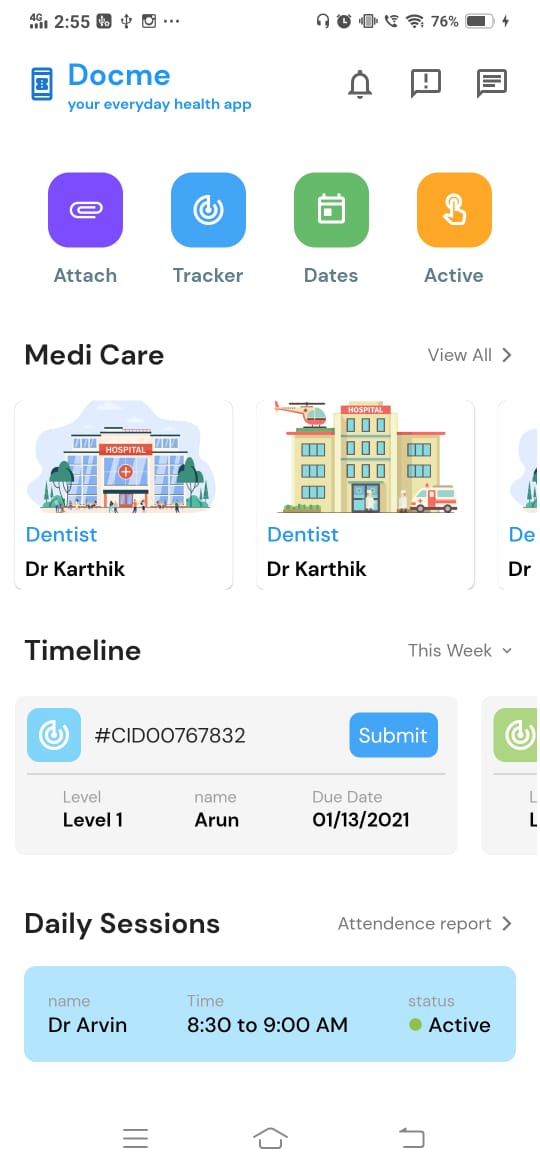 4G 2:55 76%
Docme
your everyday health app
Attach Tracker Dates Active
Medi Care View All
HOSPITAL HOSPITAL
Dentist Dentist De
Dr Karthik Dr Karthik Dr
Timeline This Week
#CID00767832 Submit
Level name Due Date L
Level 1 Arun 01/13/2021 L
Daily Sessions Attendence report
name Time status
Dr Arvin 8:30 to 9:00 AM Active